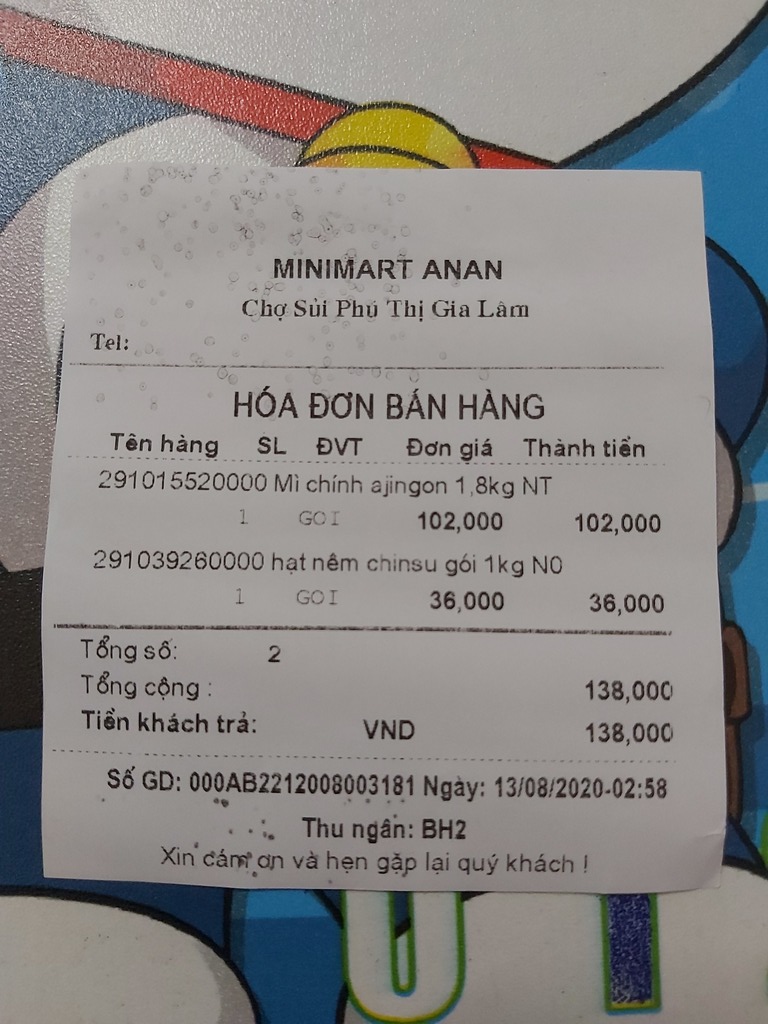 MINIMART ANAN
Chợ Sủi Phú Thị Gia Lâm
Tel:
HÓA ĐƠN BÁN HÀNG
Tên hàng SL ĐVT Đơn giá Thành tiền
291015520000 Mì chính ajingon 1,8kg NT
1 GOI 102,000 102,000
291039260000 hạt nêm chinsu gói 1kg N0
1 GOI 36,000 36,000
Tổng số: 2
Tổng cộng : 138,000
Tiền khách trả: VND 138,000
Số GD: 000AB2212008003181 Ngày: 13/08/2020-02:58
Thu ngân: BH2
Xin cám ơn và hẹn gặp lại quý khách !